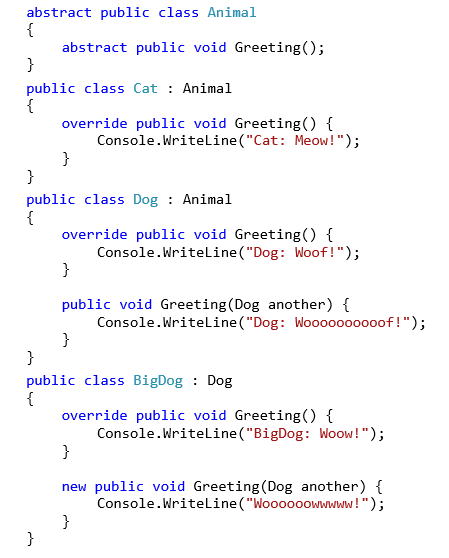 abstract public class Animal
{
    abstract public void Greeting();
}
public class Cat : Animal
{
    override public void Greeting() {
        Console.WriteLine("Cat: Meow!");
    }
}
public class Dog : Animal
{
    override public void Greeting() {
        Console.WriteLine("Dog: Woof!");
    }
    public void Greeting(Dog another) {
        Console.WriteLine("Dog: Woooooooooof!");
    }
}
public class BigDog : Dog
{
    override public void Greeting() {
        Console.WriteLine("BigDog: Woow!");
    }
    new public void Greeting(Dog another) {
        Console.WriteLine("Woooooowwwww!");
    }
}